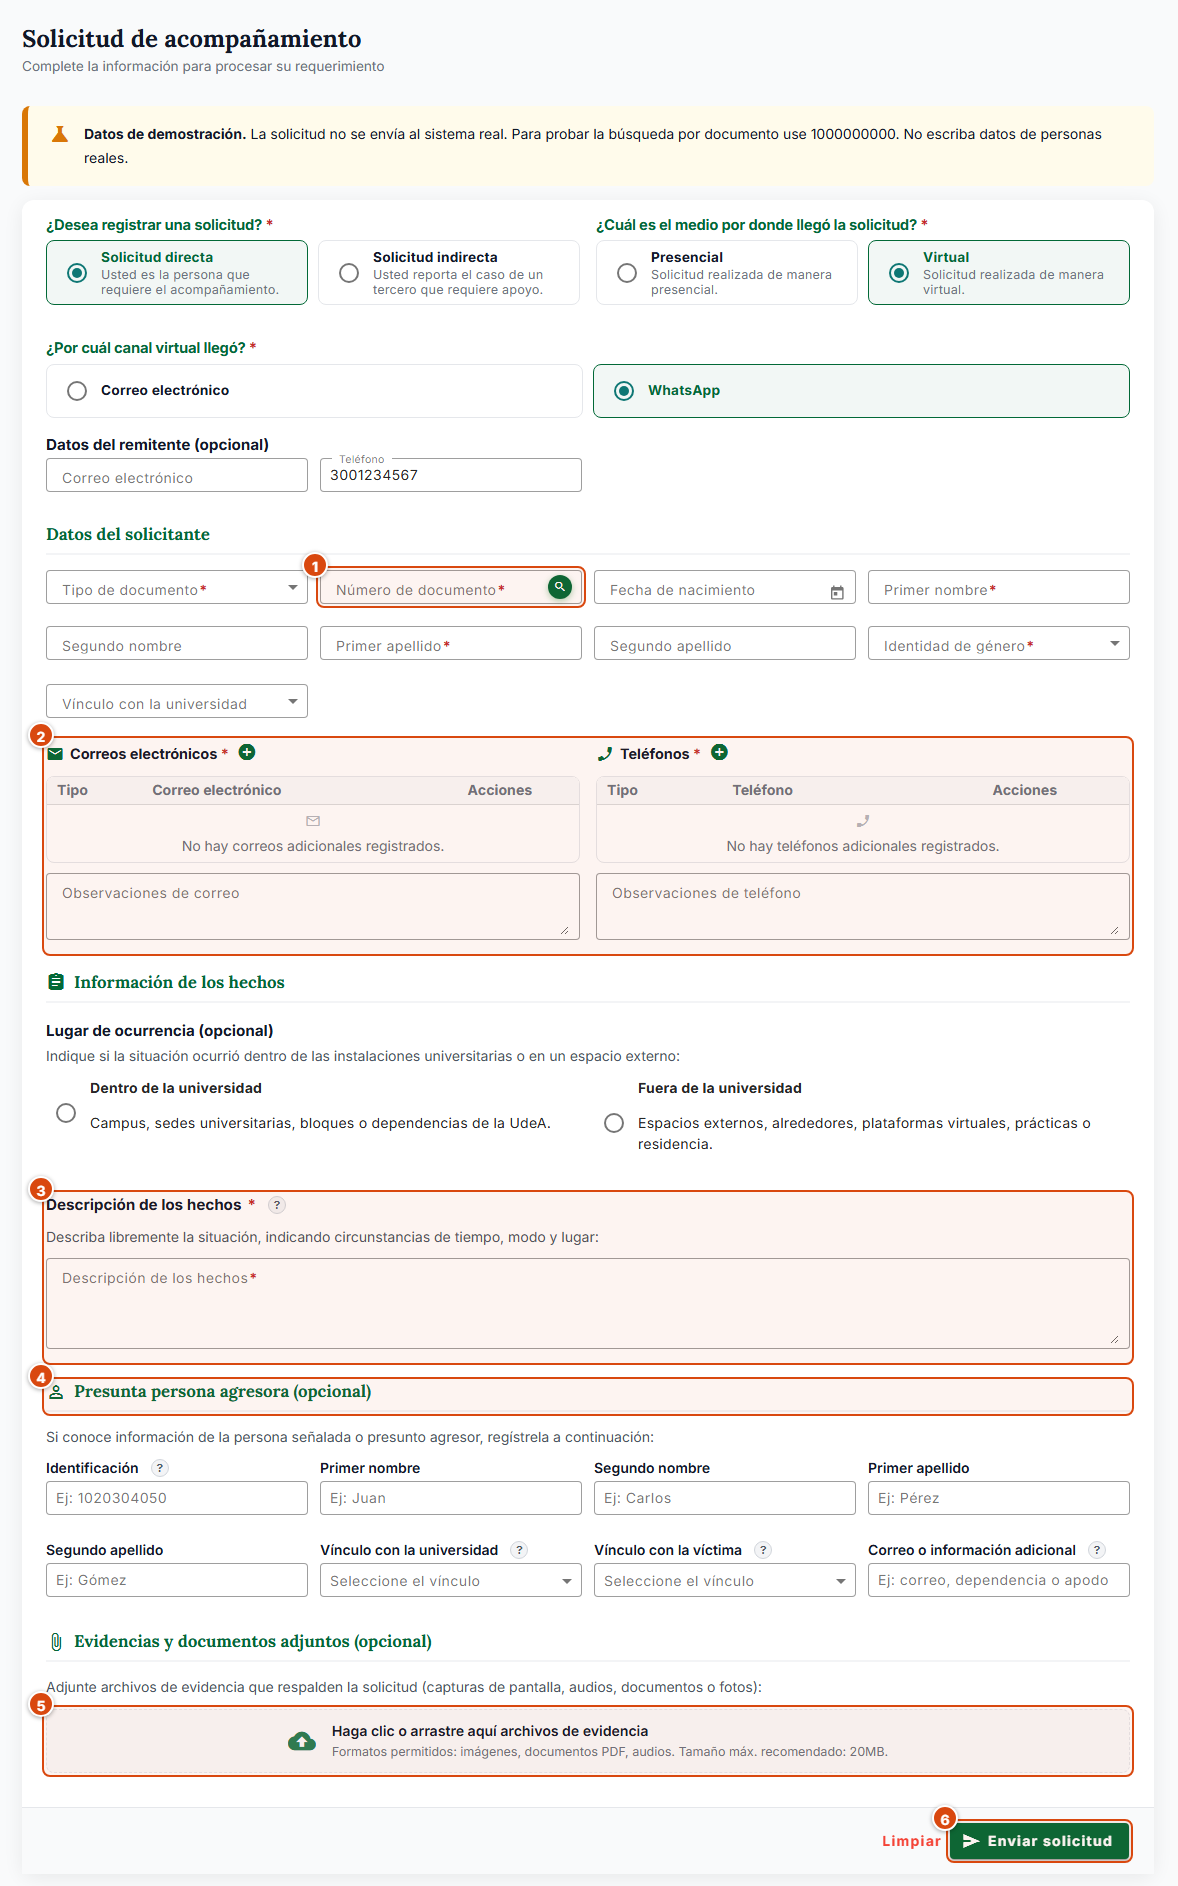 Solicitud de acompañamiento
Complete la información para procesar su requerimiento
Datos de demostración. La solicitud no se envía al sistema real. Para probar la búsqueda por documento use 1000000000. No escriba datos de personas
reales.
¿Desea registrar una solicitud? *
Solicitud directa
Usted es la persona que
requiere el acompañamiento.
Solicitud indirecta
Usted reporta el caso de un
tercero que requiere apoyo.
¿Cuál es el medio por donde llegó la solicitud? *
Presencial
Solicitud realizada de manera
presencial.
Virtual
Solicitud realizada de manera
virtual.
¿Por cuál canal virtual llegó? *
Correo electrónico
WhatsApp
Datos del remitente (opcional)
Correo electrónico
Teléfono
3001234567
Datos del solicitante
Tipo de documento*
1
Número de documento*
Fecha de nacimiento
Primer nombre*
Segundo nombre
Primer apellido*
Segundo apellido
Identidad de género*
Vínculo con la universidad
2
Correos electrónicos *
Tipo Correo electrónico Acciones
No hay correos adicionales registrados.
Observaciones de correo
Teléfonos *
Tipo Teléfono Acciones
No hay teléfonos adicionales registrados.
Observaciones de teléfono
Información de los hechos
Lugar de ocurrencia (opcional)
Indique si la situación ocurrió dentro de las instalaciones universitarias o en un espacio externo:
Dentro de la universidad
Campus, sedes universitarias, bloques o dependencias de la UdeA.
Fuera de la universidad
Espacios externos, alrededores, plataformas virtuales, prácticas o
residencia.
3
Descripción de los hechos * ?
Describa libremente la situación, indicando circunstancias de tiempo, modo y lugar:
Descripción de los hechos*
4
Presunta persona agresora (opcional)
Si conoce información de la persona señalada o presunto agresor, regístrela a continuación:
Identificación ?
Ej: 1020304050
Primer nombre
Ej: Juan
Segundo nombre
Ej: Carlos
Primer apellido
Ej: Pérez
Segundo apellido
Ej: Gómez
Vínculo con la universidad ?
Seleccione el vínculo
Vínculo con la víctima ?
Seleccione el vínculo
Correo o información adicional ?
Ej: correo, dependencia o apodo
Evidencias y documentos adjuntos (opcional)
Adjunte archivos de evidencia que respalden la solicitud (capturas de pantalla, audios, documentos o fotos):
5
Haga clic o arrastre aquí archivos de evidencia
Formatos permitidos: imágenes, documentos PDF, audios. Tamaño máx. recomendado: 20MB.
Limpiar
6
Enviar solicitud